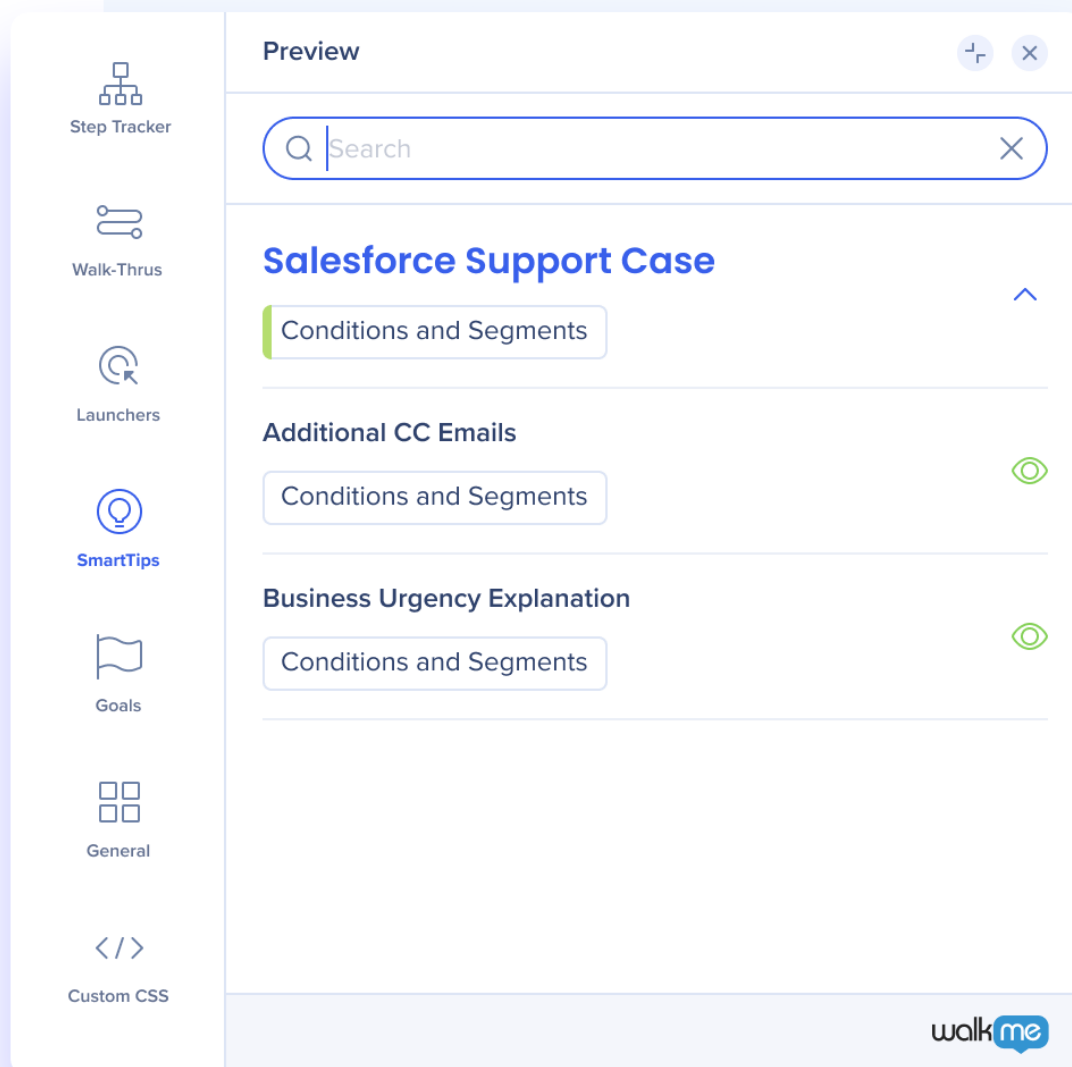 Preview
Search
Step Tracker
Walk-Thrus
Launchers
SmartTips
Goals
General
Custom CSS
Salesforce Support Case
Conditions and Segments
Additional CC Emails
Conditions and Segments
Business Urgency Explanation
Conditions and Segments
walkme